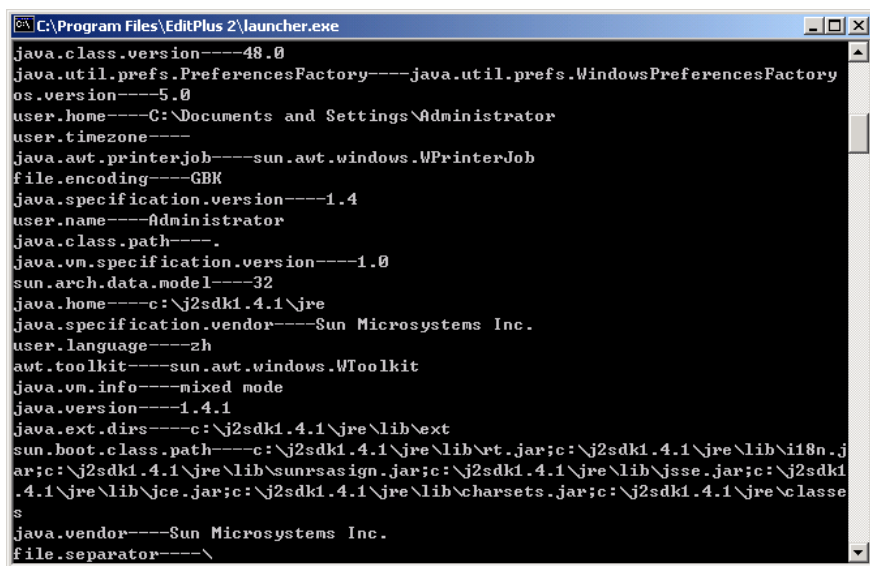 C:\Program Files\EditPlus 2\launcher.exe
java.class.version----48.0
java.util.prefs.PreferencesFactory----java.util.prefs.WindowsPreferencesFactory
os.version----5.0
user.home----C:\Documents and Settings\Administrator
user.timezone----
java.awt.printerjob----sun.awt.windows.WPrinterJob
file.encoding----GBK
java.specification.version----1.4
user.name----Administrator
java.class.path----.
java.vm.specification.version----1.0
sun.arch.data.model----32
java.home----c:\j2sdk1.4.1\jre
java.specification.vendor----Sun Microsystems Inc.
user.language----zh
awt.toolkit----sun.awt.windows.WToolkit
java.vm.info----mixed mode
java.version----1.4.1
java.ext.dirs----c:\j2sdk1.4.1\jre\lib\ext
sun.boot.class.path----c:\j2sdk1.4.1\jre\lib\rt.jar;c:\j2sdk1.4.1\jre\lib\i18n.j
ar;c:\j2sdk1.4.1\jre\lib\sunrsasign.jar;c:\j2sdk1.4.1\jre\lib\jsse.jar;c:\j2sdk1
.4.1\jre\lib\jce.jar;c:\j2sdk1.4.1\jre\lib\charsets.jar;c:\j2sdk1.4.1\jre\classe
s
java.vendor----Sun Microsystems Inc.
file.separator----\